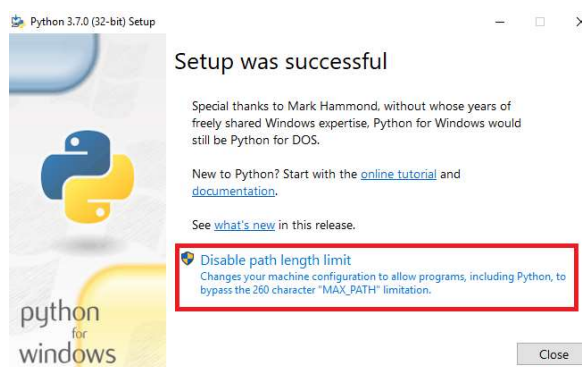 Python 3.7.0 (32-bit) Setup
Setup was successful
Special thanks to Mark Hammond, without whose years of
freely shared Windows expertise, Python for Windows would
still be Python for DOS.
New to Python? Start with the online tutorial and
documentation.
See what's new in this release.
Disable path length limit
Changes your machine configuration to allow programs, including Python, to
bypass the 260 character "MAX_PATH" limitation.
python
for
windows
Close